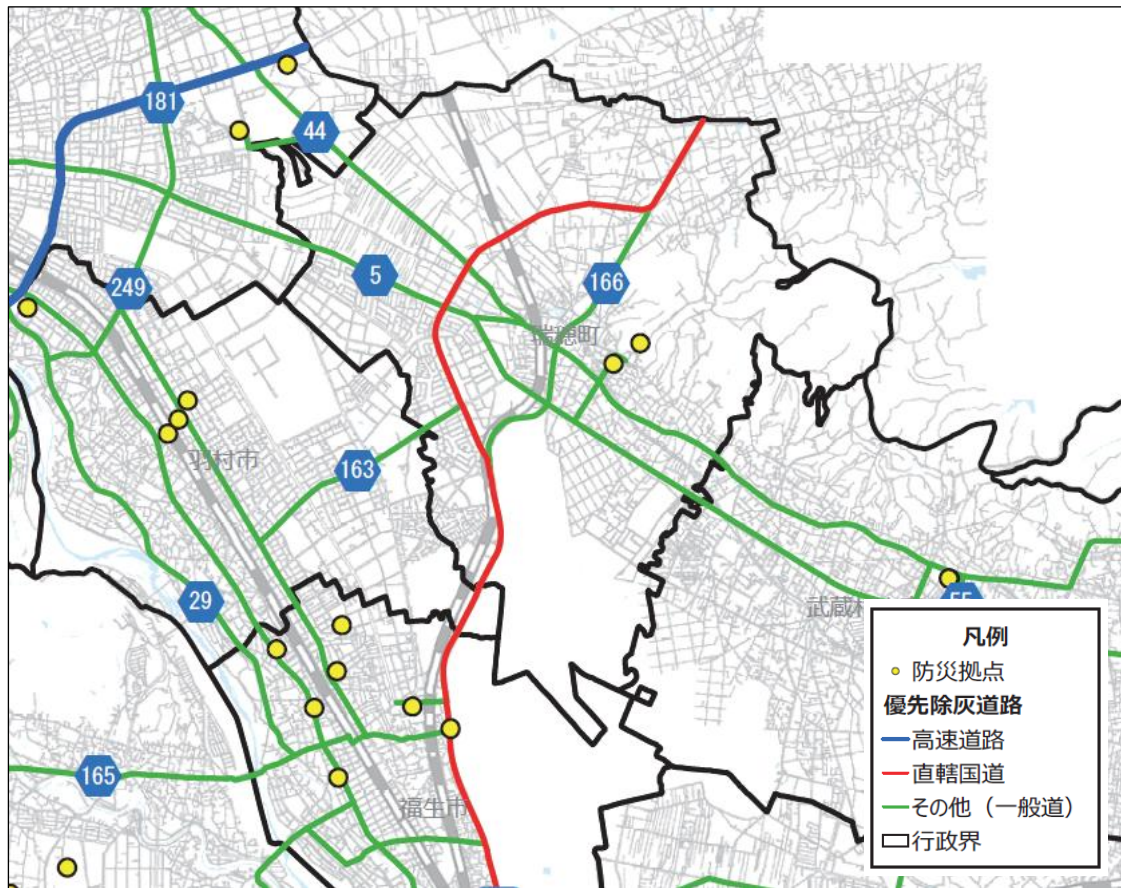 181
44
5
249
166
瑞穂町
羽村市
163
29
武蔵村
55
165
福生市
凡例
防災拠点
優先除灰道路
高速道路
直轄国道
その他（一般道）
行政界